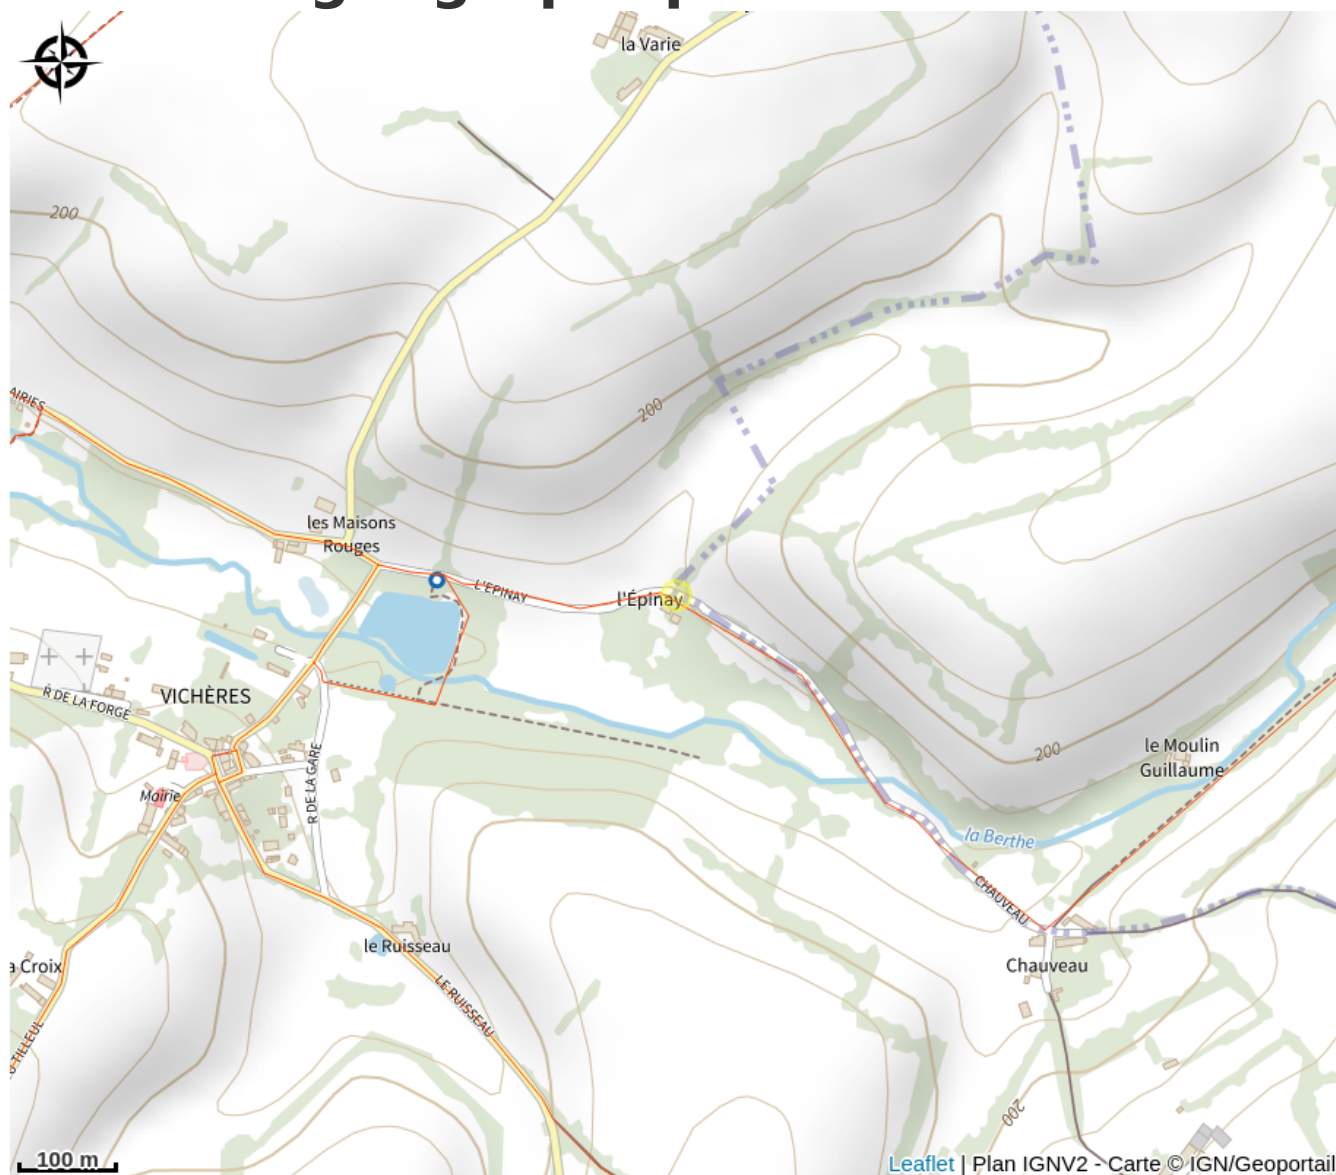 la Varie
200
AIRIES
200
les Maisons
Rouges
L'EPINAY
l'Épinay
R DE LA FORGE
VICHÈRES
R DE LA GARE
Mairie
200
le Moulin
Guillaume
la Berthe
CHAUVEAU
le Ruisseau
a Croix
Chauveau
LE RUISSEAU
U TILLEUL
200
100 m
Leaflet | Plan IGNV2 - Carte © IGN/Geoportail